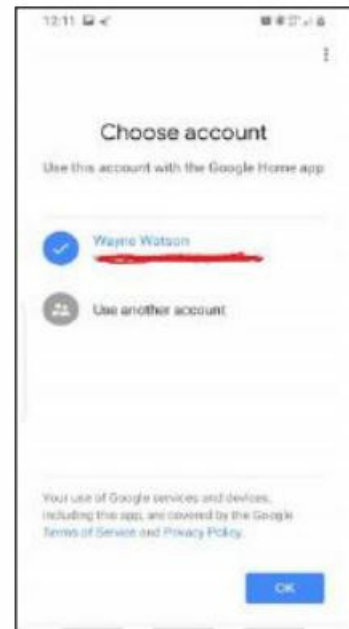 12:11
Choose account
Use this account with the Google Home app
Wayne Watson
Use another account
Your use of Google services and devices,
including this app, are covered by the Google
Terms of Service and Privacy Policy.
OK